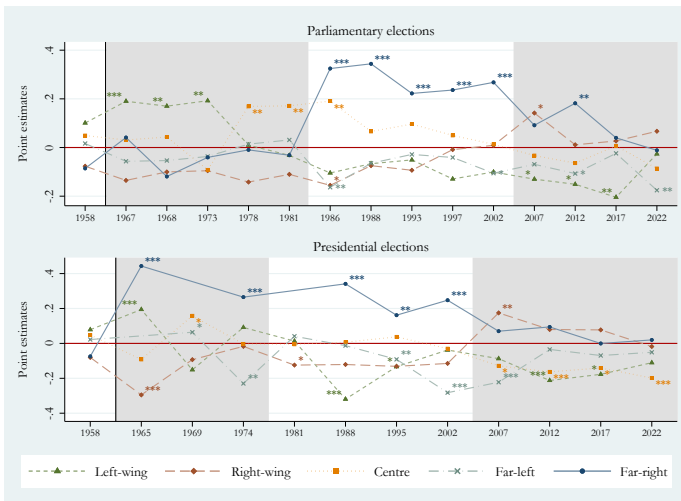 Parliamentary elections
Point estimates
.4
.2
0
-.2
*** ** ** ** ** *** *** *** *** *** ** * ** * ** * * * * ** **
1958 1967 1968 1973 1978 1981 1986 1988 1993 1997 2002 2007 2012 2017 2022
Presidential elections
Point estimates
.4
.2
0
-.2
-.4
*** *** *** * * *** ** * *** *** ** ** *** *** ** * *** *** *** * * ***
1958 1965 1969 1974 1981 1988 1995 2002 2007 2012 2017 2022
Left-wing Right-wing Centre Far-left Far-right